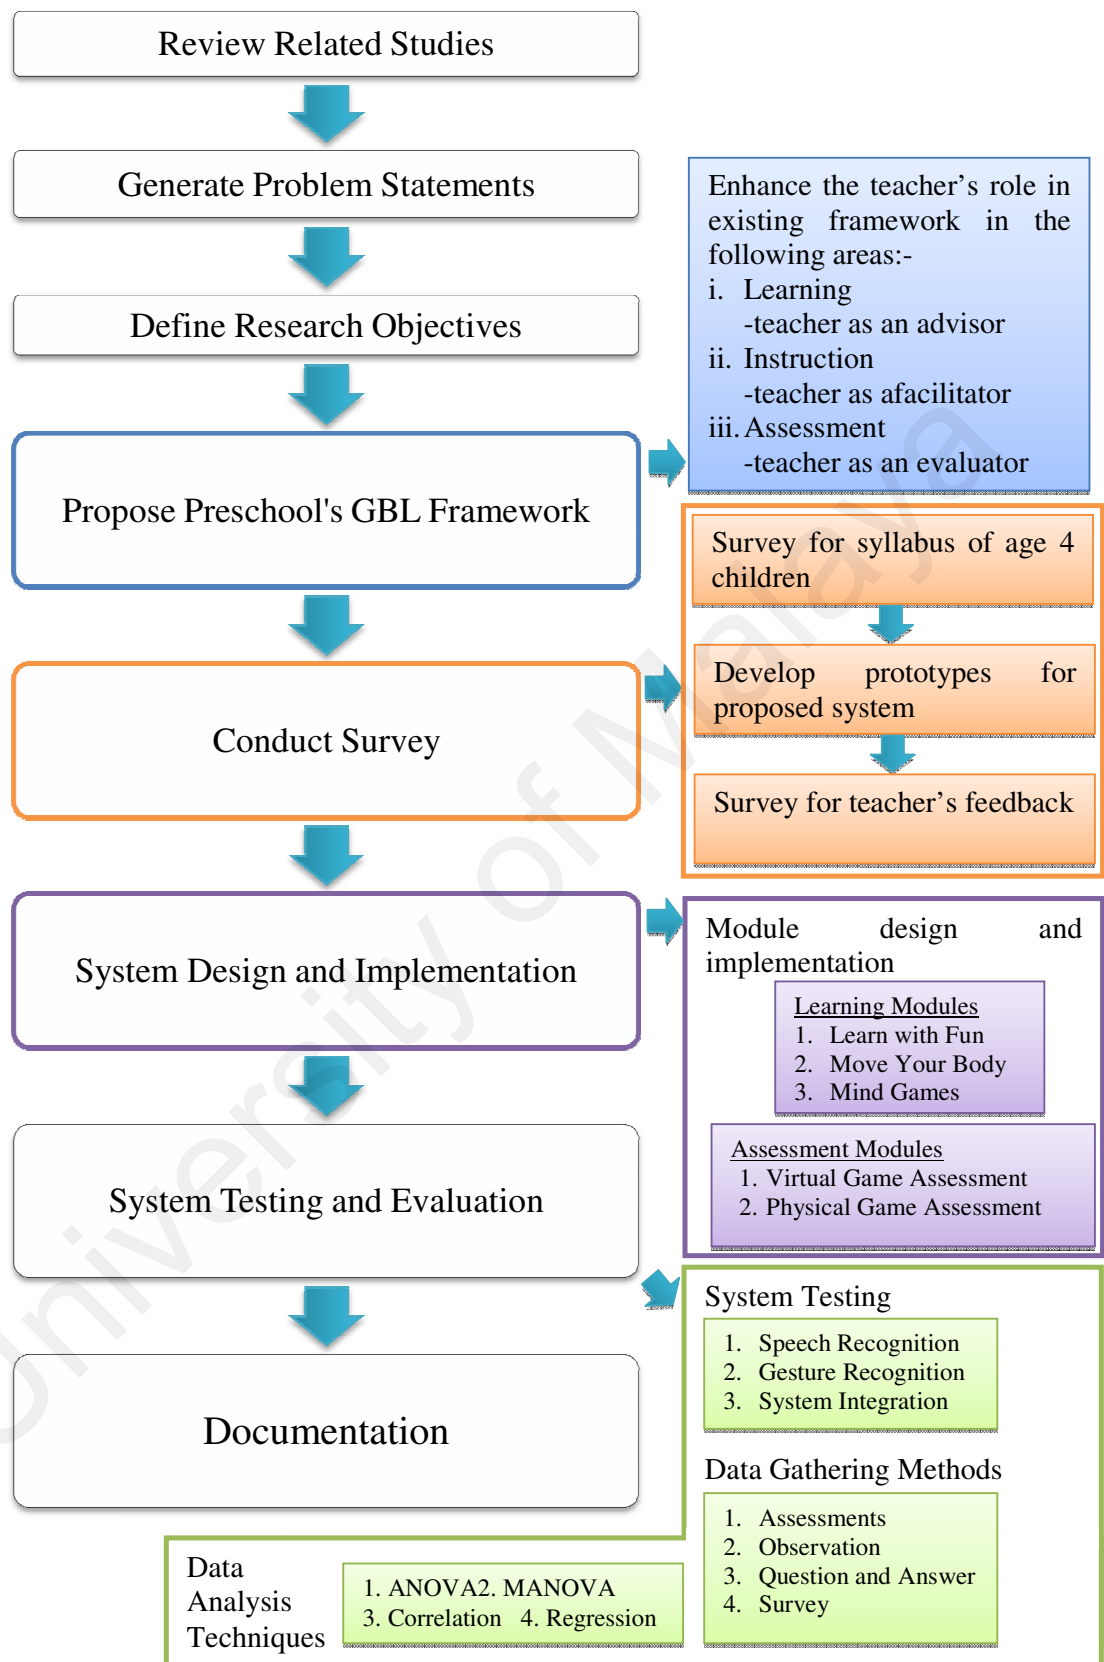 Review Related Studies
Generate Problem Statements
Define Research Objectives
Propose Preschool's GBL Framework
Enhance the teacher’s role in
existing framework in the
following areas:-
i. Learning
-teacher as an advisor
ii. Instruction
-teacher as afacilitator
iii. Assessment
-teacher as an evaluator
Conduct Survey
Survey for syllabus of age 4
children
Develop prototypes for
proposed system
Survey for teacher’s feedback
System Design and Implementation
Module design and
implementation
Learning Modules
1. Learn with Fun
2. Move Your Body
3. Mind Games
Assessment Modules
1. Virtual Game Assessment
2. Physical Game Assessment
System Testing and Evaluation
System Testing
1. Speech Recognition
2. Gesture Recognition
3. System Integration
Data Gathering Methods
1. Assessments
2. Observation
3. Question and Answer
4. Survey
Data
Analysis
Techniques
1. ANOVA2. MANOVA
3. Correlation 4. Regression
Documentation
University of Malaya